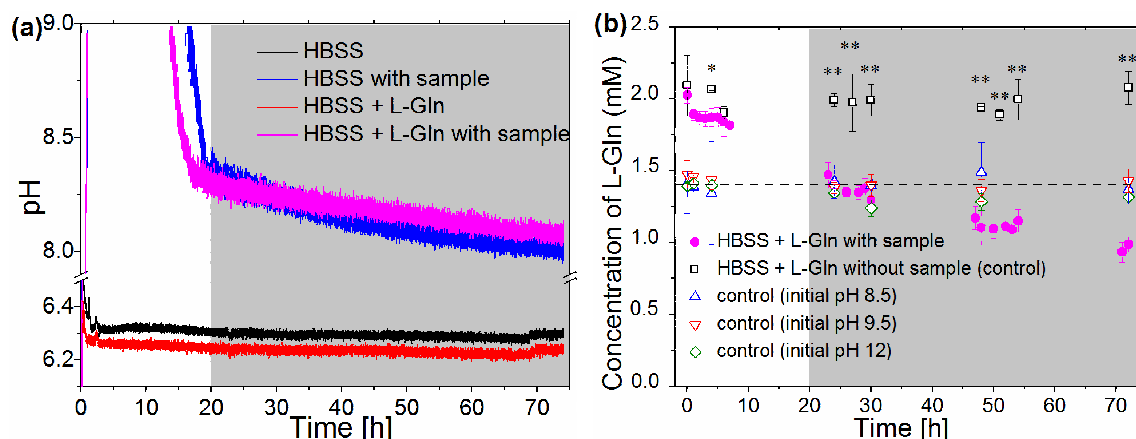 (a)
9.0
8.5
8.0
6.4
6.2
pH
HBSS
HBSS with sample
HBSS + L-Gln
HBSS + L-Gln with sample
0 10 20 30 40 50 60 70
Time [h]
(b)
2.5
2.0
1.5
1.0
0.5
0.0
Concentration of L-Gln (mM)
*
**
**
**
**
**
**
**
HBSS + L-Gln with sample
HBSS + L-Gln without sample (control)
control (initial pH 8.5)
control (initial pH 9.5)
control (initial pH 12)
0 10 20 30 40 50 60 70
Time [h]